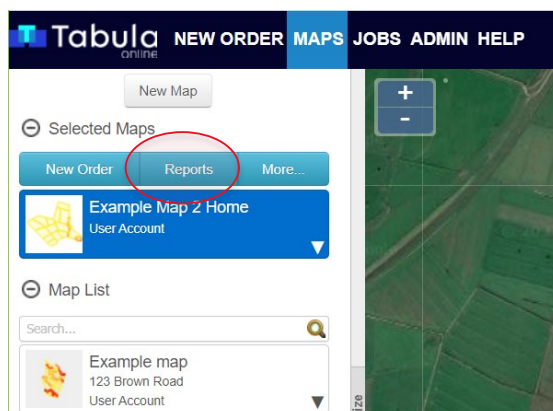 Tabula
online
NEW ORDER MAPS JOBS ADMIN HELP
New Map
Selected Maps
New Order Reports More...
Example Map 2 Home
User Account
Map List
Search...
Example map
123 Brown Road
User Account
ize